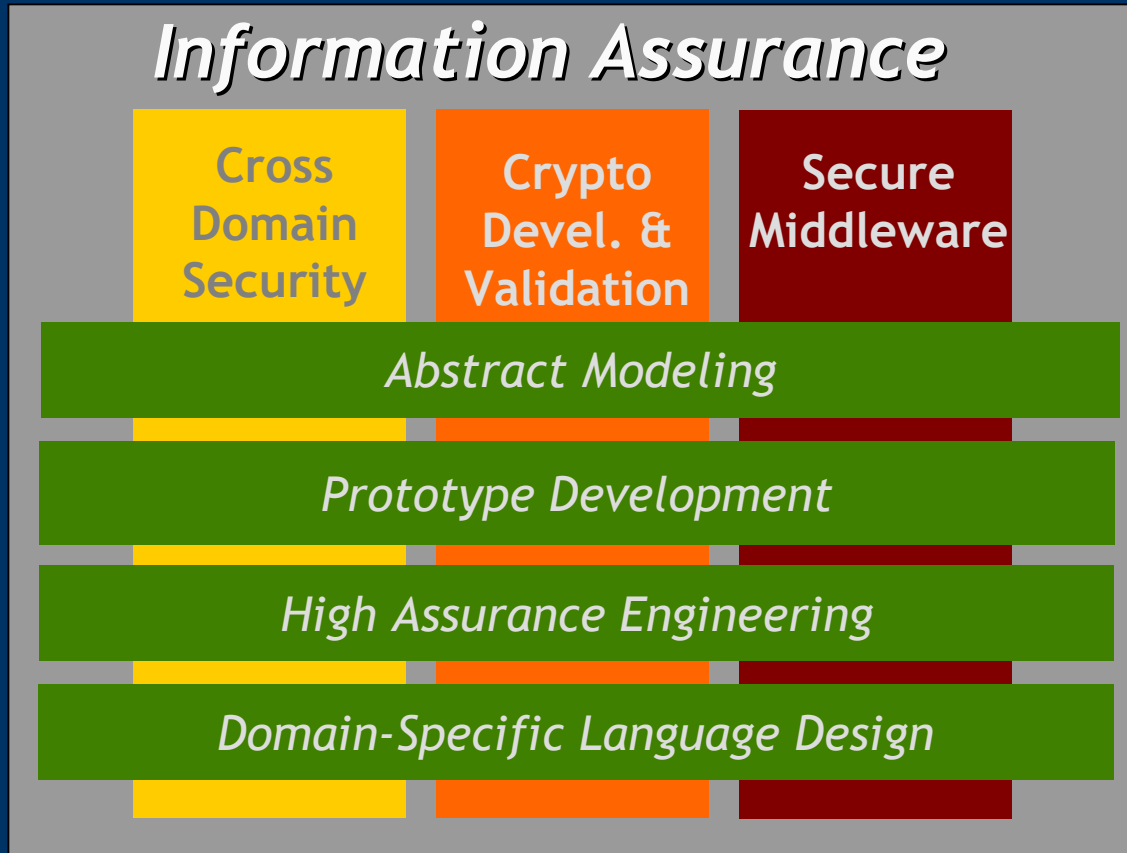 Information Assurance
Cross
Domain
Security
Crypto
Devel. &
Validation
Secure
Middleware
Abstract Modeling
Prototype Development
High Assurance Engineering
Domain-Specific Language Design